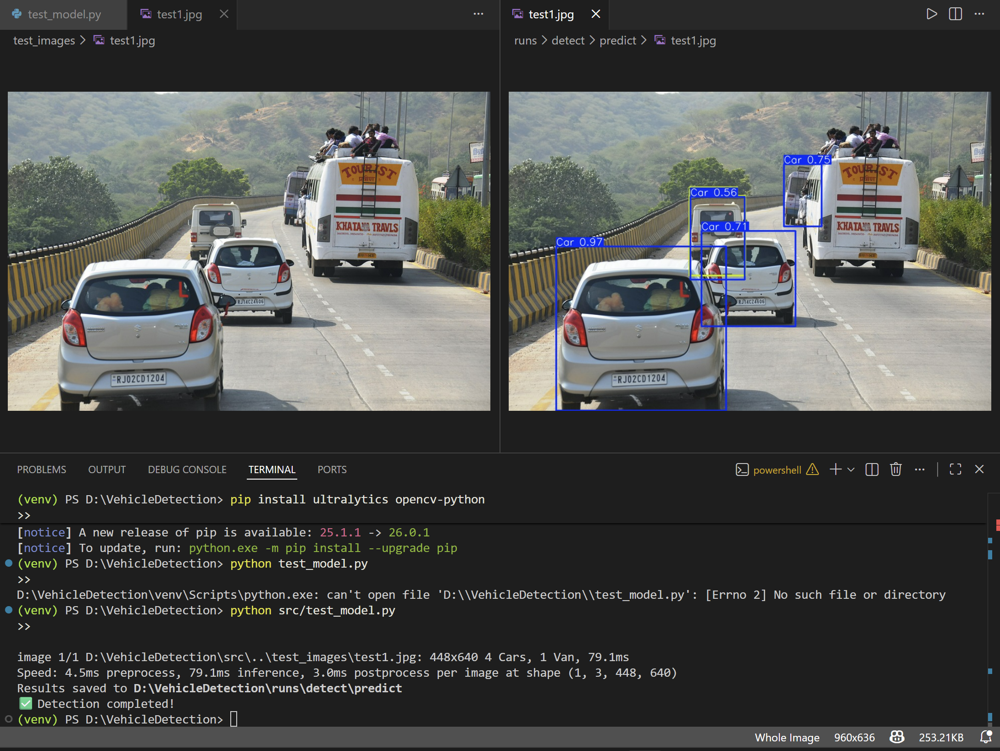 test_model.py
test1.jpg
test_images > test1.jpg
TOURIST
KHATANA TRAVLS
RJ14CZ4606
L
RJ02CD1204
test1.jpg
runs > detect > predict > test1.jpg
Car 0.75
Car 0.56
Car 0.71
Car 0.97
TOURIST
KHATANA TRAVLS
RJ14CZ4606
L
RJ02CD1204
PROBLEMS OUTPUT DEBUG CONSOLE TERMINAL PORTS
powershell
(venv) PS D:\VehicleDetection> pip install ultralytics opencv-python
>>
[notice] A new release of pip is available: 25.1.1 -> 26.0.1
[notice] To update, run: python.exe -m pip install --upgrade pip
(venv) PS D:\VehicleDetection> python test_model.py
>>
D:\VehicleDetection\venv\Scripts\python.exe: can't open file 'D:\\VehicleDetection\\test_model.py': [Errno 2] No such file or directory
(venv) PS D:\VehicleDetection> python src/test_model.py
>>
image 1/1 D:\VehicleDetection\src\..\test_images\test1.jpg: 448x640 4 Cars, 1 Van, 79.1ms
Speed: 4.5ms preprocess, 79.1ms inference, 3.0ms postprocess per image at shape (1, 3, 448, 640)
Results saved to D:\VehicleDetection\runs\detect\predict
✅ Detection completed!
(venv) PS D:\VehicleDetection>
Whole Image 960x636 253.21KB